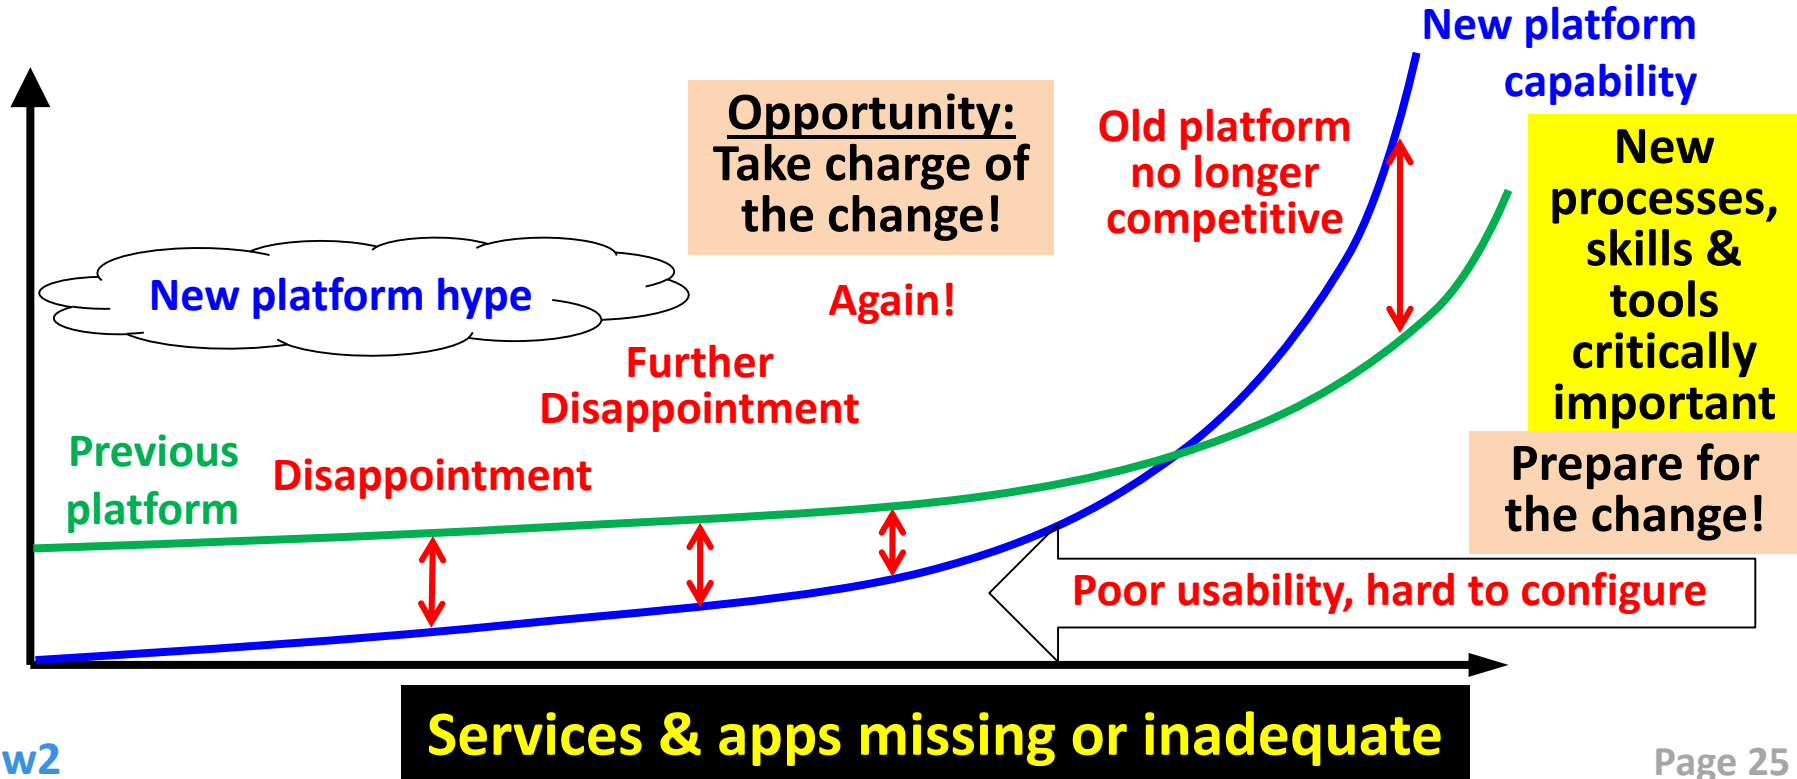 New platform
capability
Opportunity:
Take charge of
the change!
Old platform
no longer
competitive
New
processes,
skills &
tools
critically
important
New platform hype
Again!
Further
Disappointment
Previous
platform
Disappointment
Prepare for
the change!
Poor usability, hard to configure
Services & apps missing or inadequate
w2
Page 25